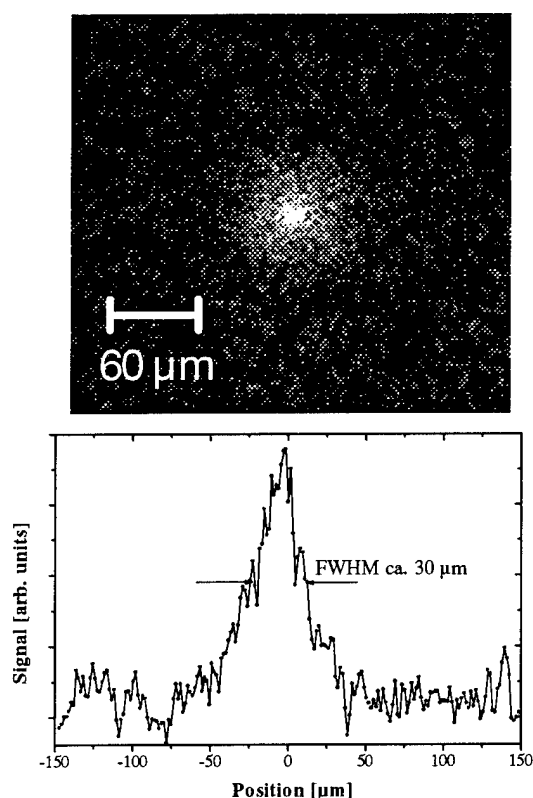 60 µm
Signal [arb. units]
FWHM ca. 30 µm
-150 -100 -50 0 50 100 150
Position [µm]